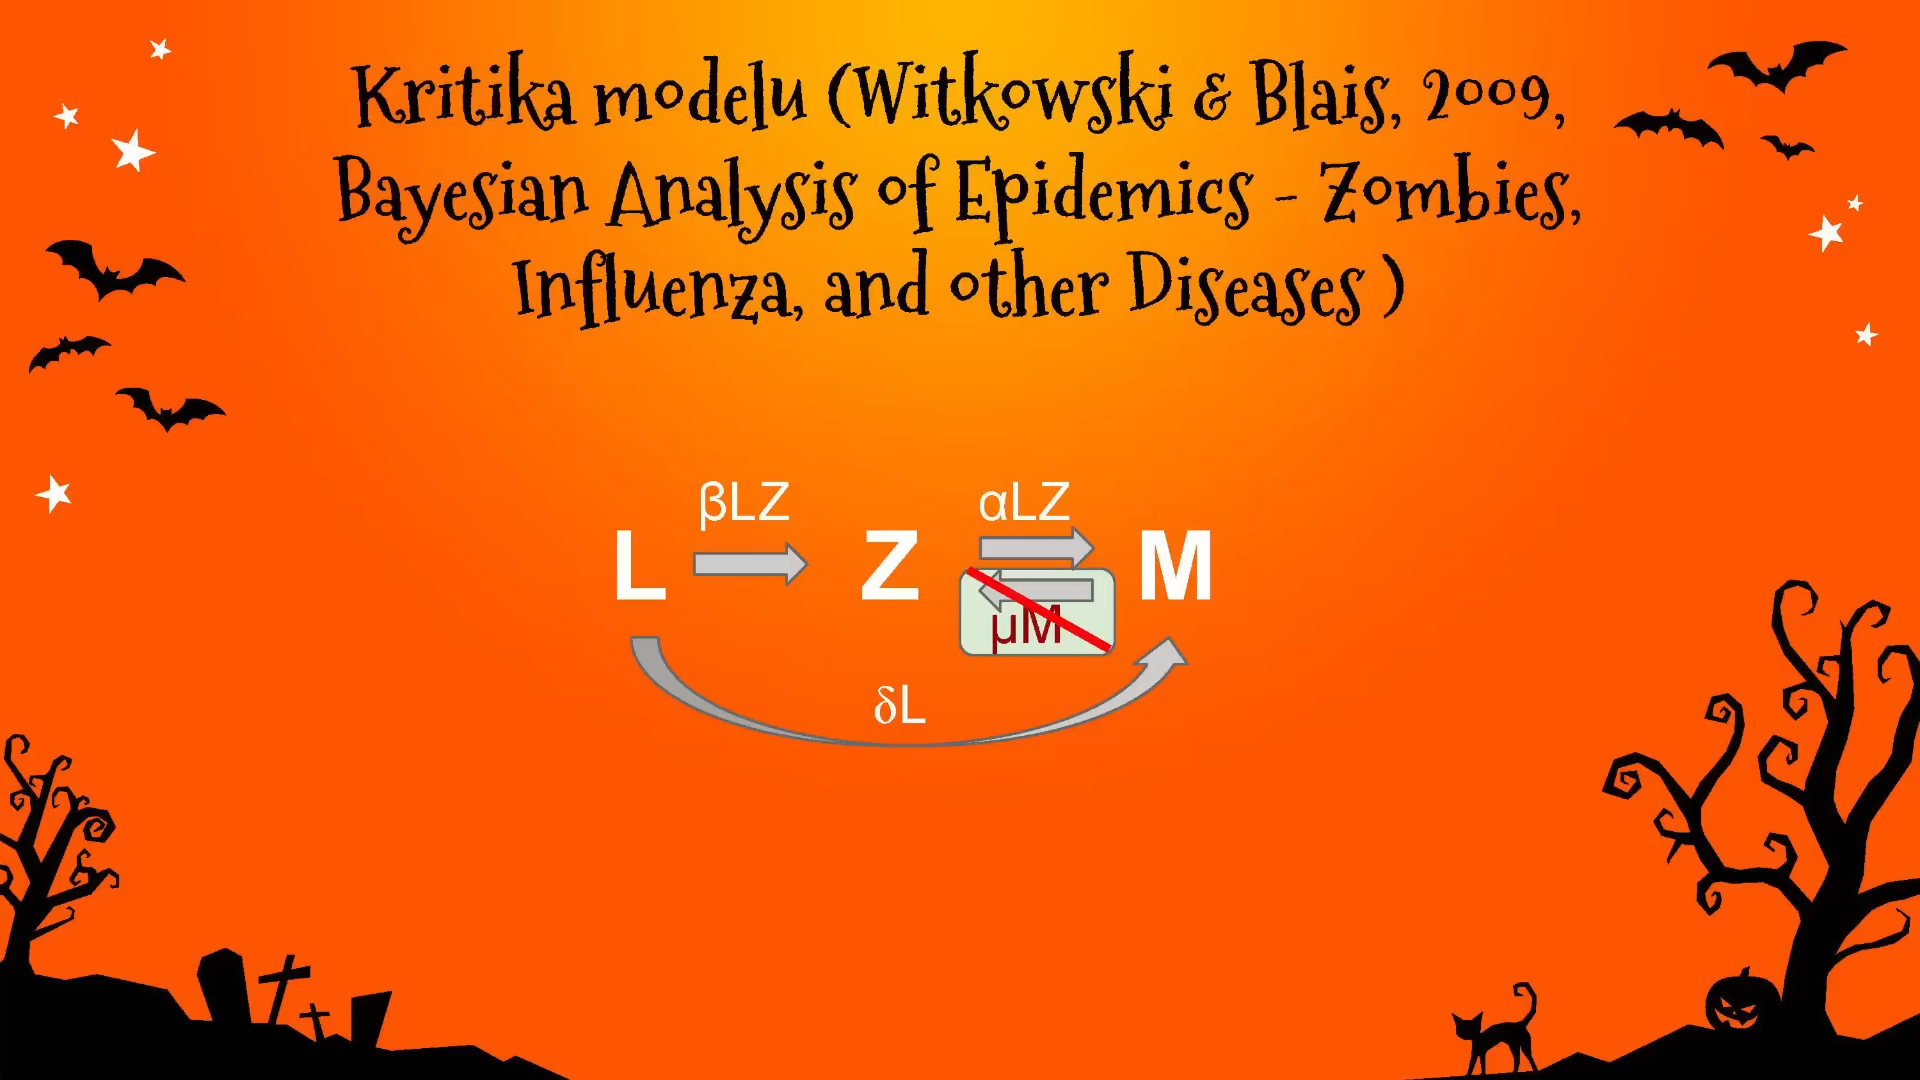 Kritika modelu (Witkowski & Blais, 2009,
Bayesian Analysis of Epidemics - Zombies,
Influenza, and other Diseases )
βLZ αLZ
L Z M
μM
δL